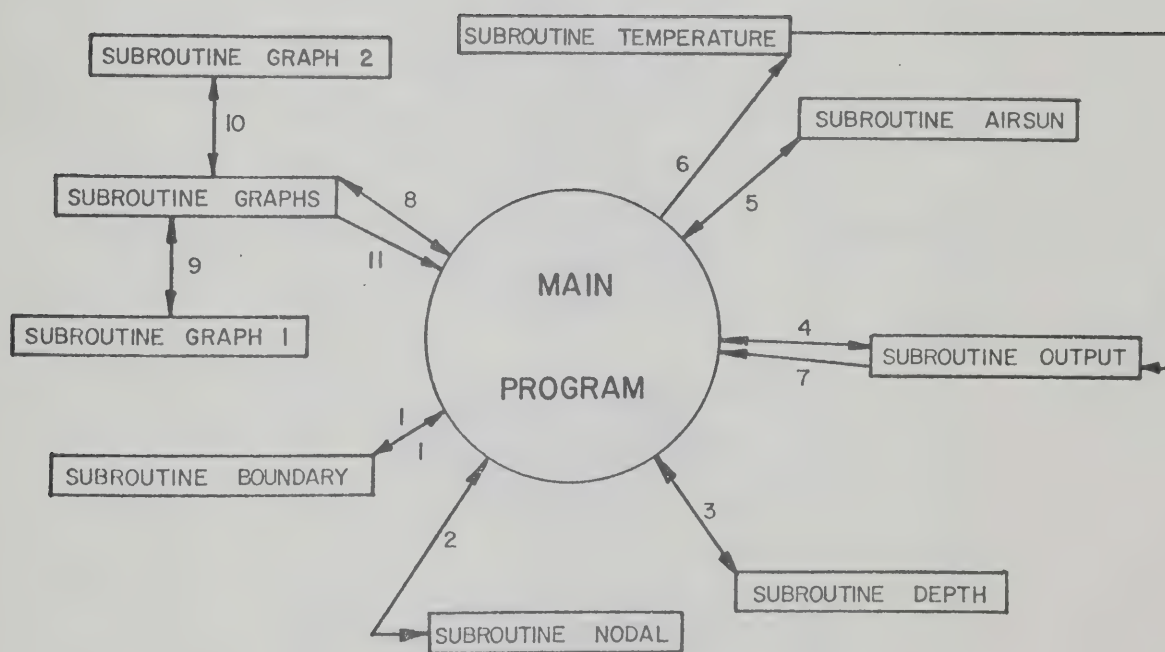 SUBROUTINE TEMPERATURE
SUBROUTINE GRAPH 2
10
SUBROUTINE AIRSUN
6
5
SUBROUTINE GRAPHS
8
11
9
MAIN
PROGRAM
SUBROUTINE GRAPH 1
4
SUBROUTINE OUTPUT
7
1
1
SUBROUTINE BOUNDARY
2
3
SUBROUTINE DEPTH
SUBROUTINE NODAL